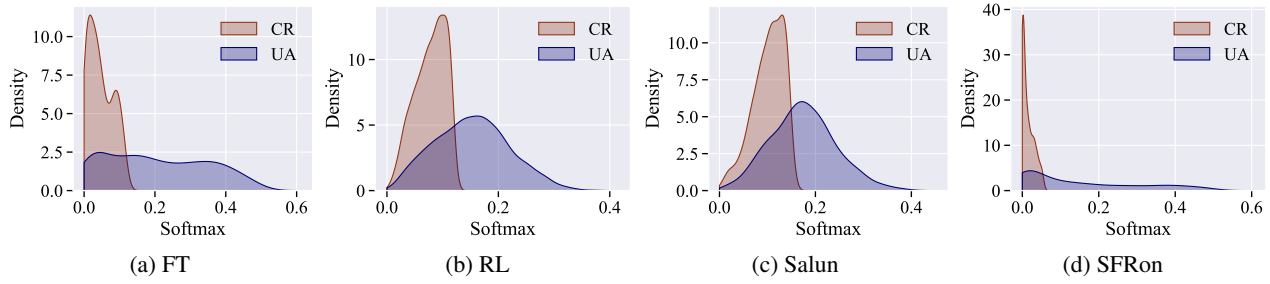 CR
UA
10.0
7.5
5.0
2.5
0.0
Density
0.0 0.2 0.4 0.6
Softmax
(a) FT
CR
UA
10
5
0
Density
0.0 0.2 0.4
Softmax
(b) RL
CR
UA
10.0
7.5
5.0
2.5
0.0
Density
0.0 0.2 0.4
Softmax
(c) Salun
CR
UA
40
30
20
10
0
Density
0.0 0.2 0.4 0.6
Softmax
(d) SFRon